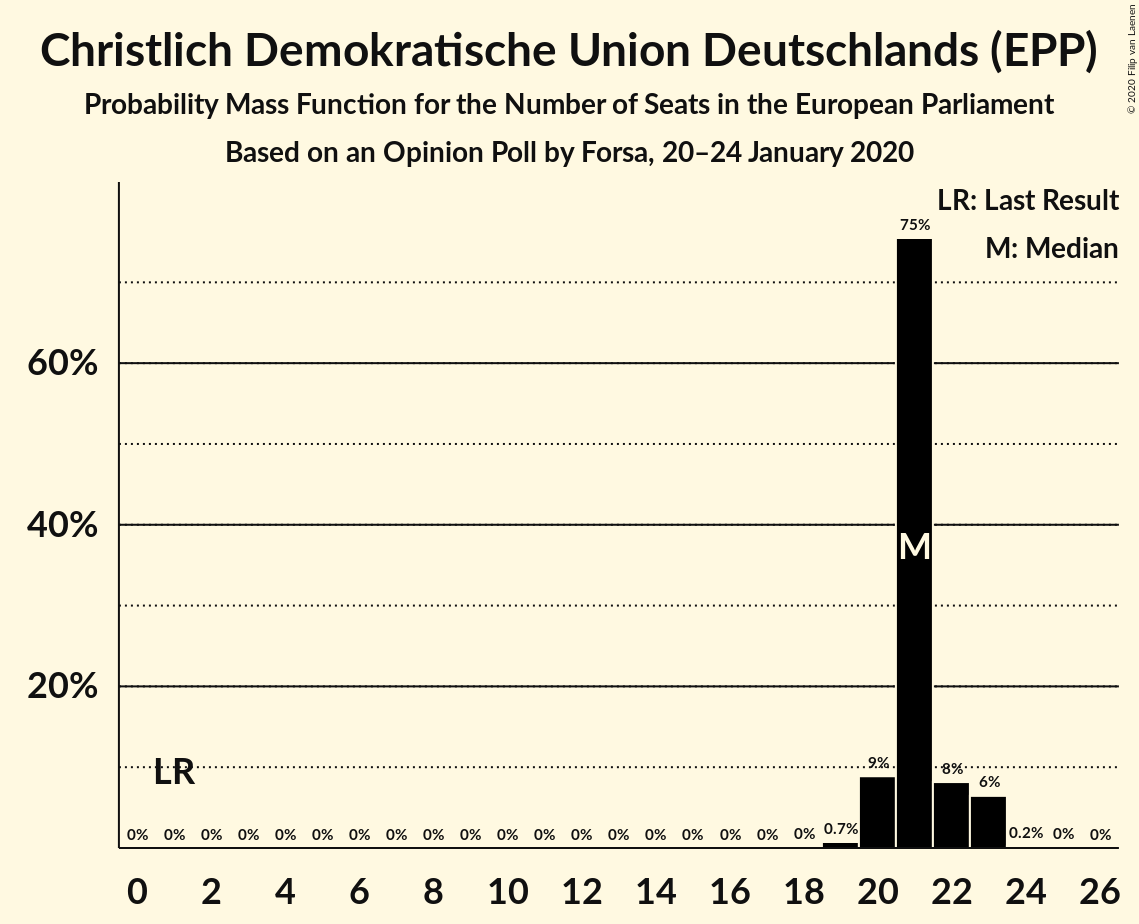 Christlich Demokratische Union Deutschlands (EPP)
Probability Mass Function for the Number of Seats in the European Parliament
Based on an Opinion Poll by Forsa, 20–24 January 2020
© 2020 Filip van Laenen
LR: Last Result
M: Median
75%
60%
40%
M
20%
LR
0% 0% 0% 0% 0% 0% 0% 0% 0% 0% 0% 0% 0% 0% 0% 0% 0% 0% 0% 0.7% 9% 8% 6% 0.2% 0% 0%
0 2 4 6 8 10 12 14 16 18 20 22 24 26